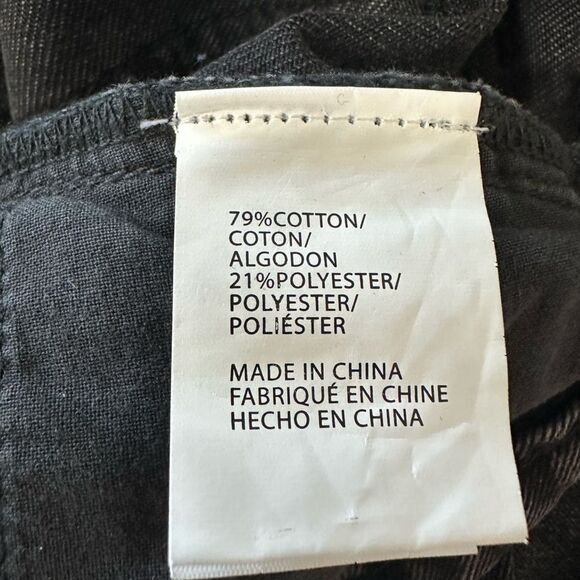 79%COTTON/
COTON/
ALGODON
21%POLYESTER/
POLYESTER/
POLIÉSTER
MADE IN CHINA
FABRIQUÉ EN CHINE
HECHO EN CHINA